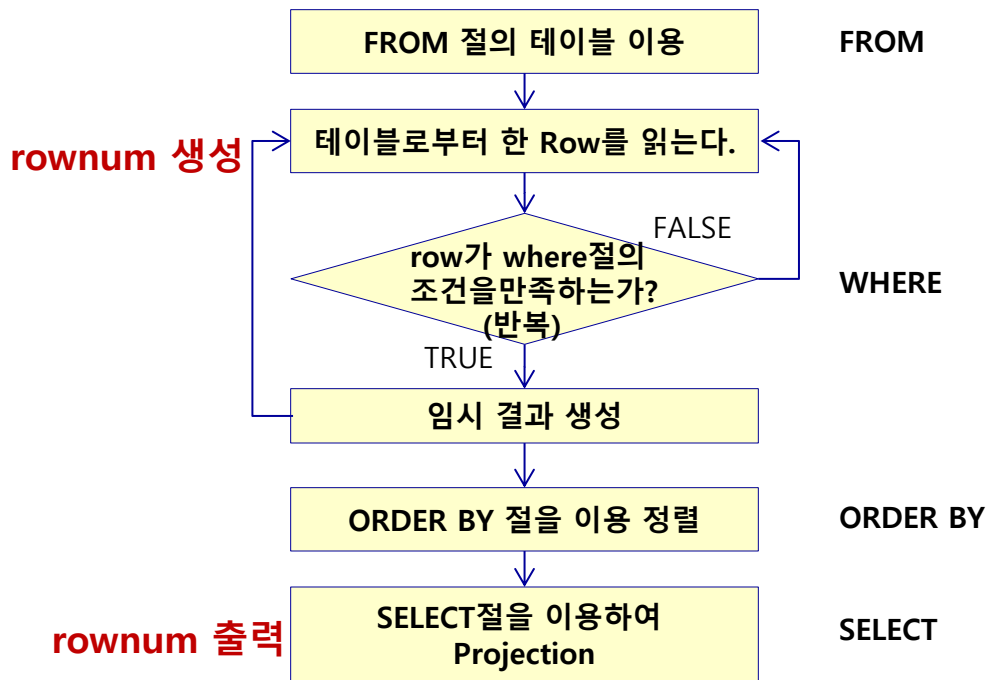 FROM 절의 테이블 이용
FROM
rownum 생성
테이블로부터 한 Row를 읽는다.
FALSE
row가 where절의
조건을만족하는가?
(반복)
WHERE
TRUE
임시 결과 생성
ORDER BY 절을 이용 정렬
ORDER BY
rownum 출력
SELECT절을 이용하여
Projection
SELECT